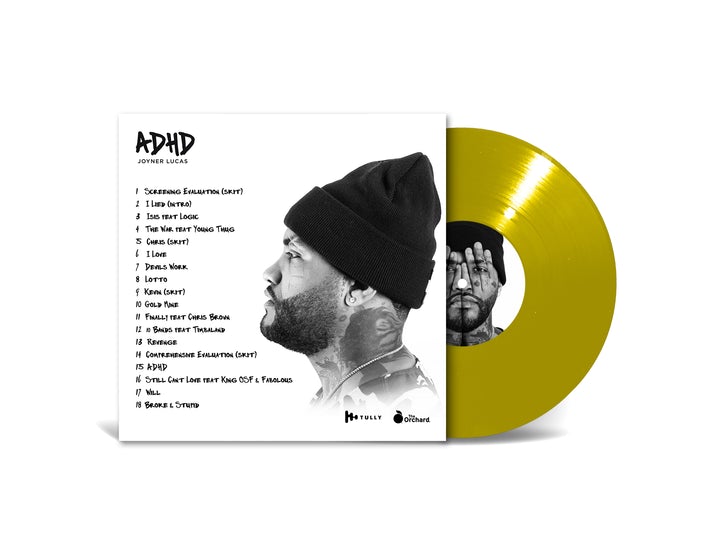 ADHD
JOYNER LUCAS
1 SCREENING EVALUATION (SKIT)
2 I LIED (INTRO)
3 ISIS FEAT LOGIC
4 THE WAR FEAT YOUNG THUG
5 CHRIS (SKIT)
6 I LOVE
7 DEVILS WORK
8 LOTTO
9 KEVIN (SKIT)
10 GOLD MINE
11 FINALLY FEAT CHRIS BROWN
12 10 BANDS FEAT TIMBALAND
13 REVENGE
14 COMPREHENSIVE EVALUATION (SKIT)
15 ADHD
16 STILL CANT LOVE FEAT KING OSF & FABOLOUS
17 WILL
18 BROKE & STUPID
TULLY
The Orchard